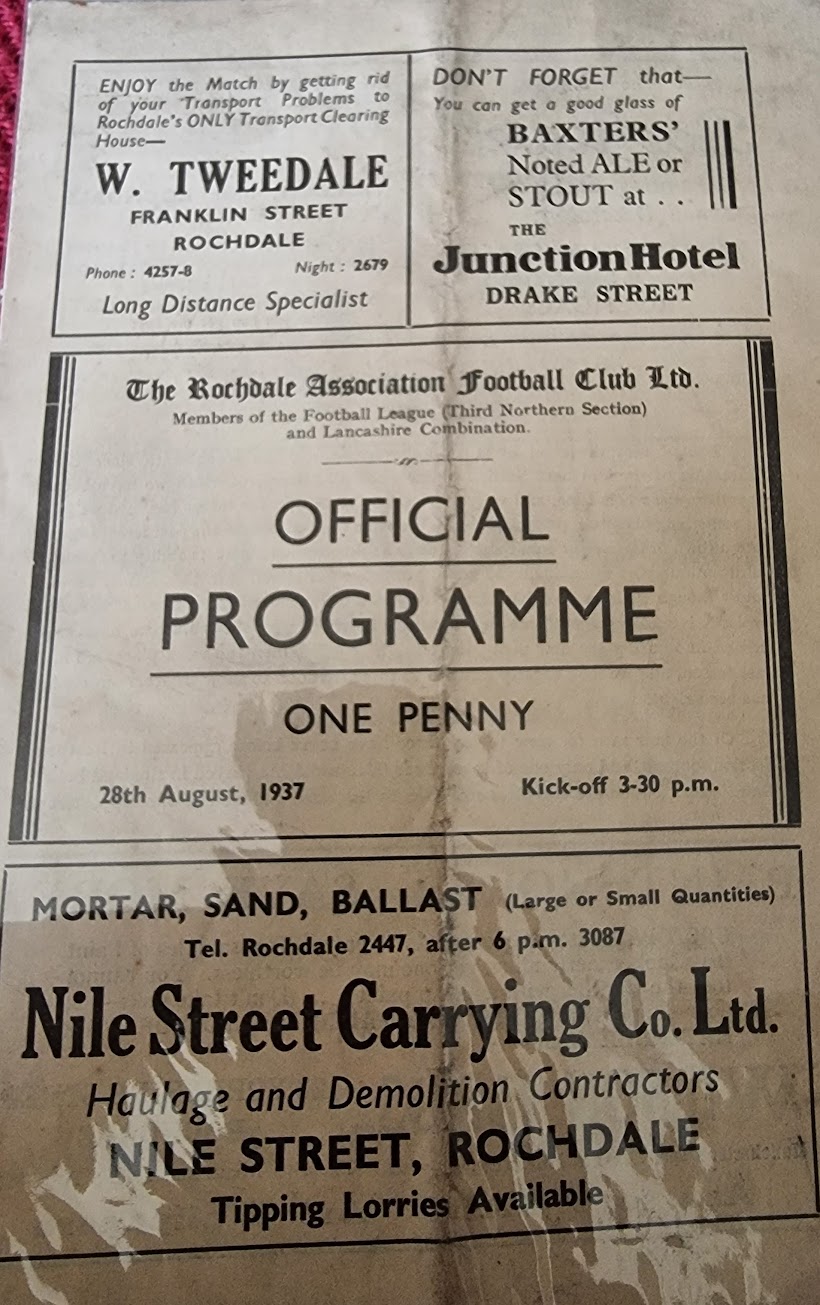 ENJOY the Match by getting rid
of your Transport Problems to
Rochdale's ONLY Transport Clearing
House—
W. TWEEDALE
FRANKLIN STREET
ROCHDALE
Phone : 4257-8 Night : 2679
Long Distance Specialist
DON'T FORGET that—
You can get a good glass of
BAXTERS'
Noted ALE or
STOUT at . .
THE
Junction Hotel
DRAKE STREET
The Rochdale Association Football Club Ltd.
Members of the Football League (Third Northern Section)
and Lancashire Combination.
OFFICIAL
PROGRAMME
ONE PENNY
28th August, 1937 Kick-off 3-30 p.m.
MORTAR, SAND, BALLAST (Large or Small Quantities)
Tel. Rochdale 2447, after 6 p.m. 3087
Nile Street Carrying Co. Ltd.
Haulage and Demolition Contractors
NILE STREET, ROCHDALE
Tipping Lorries Available